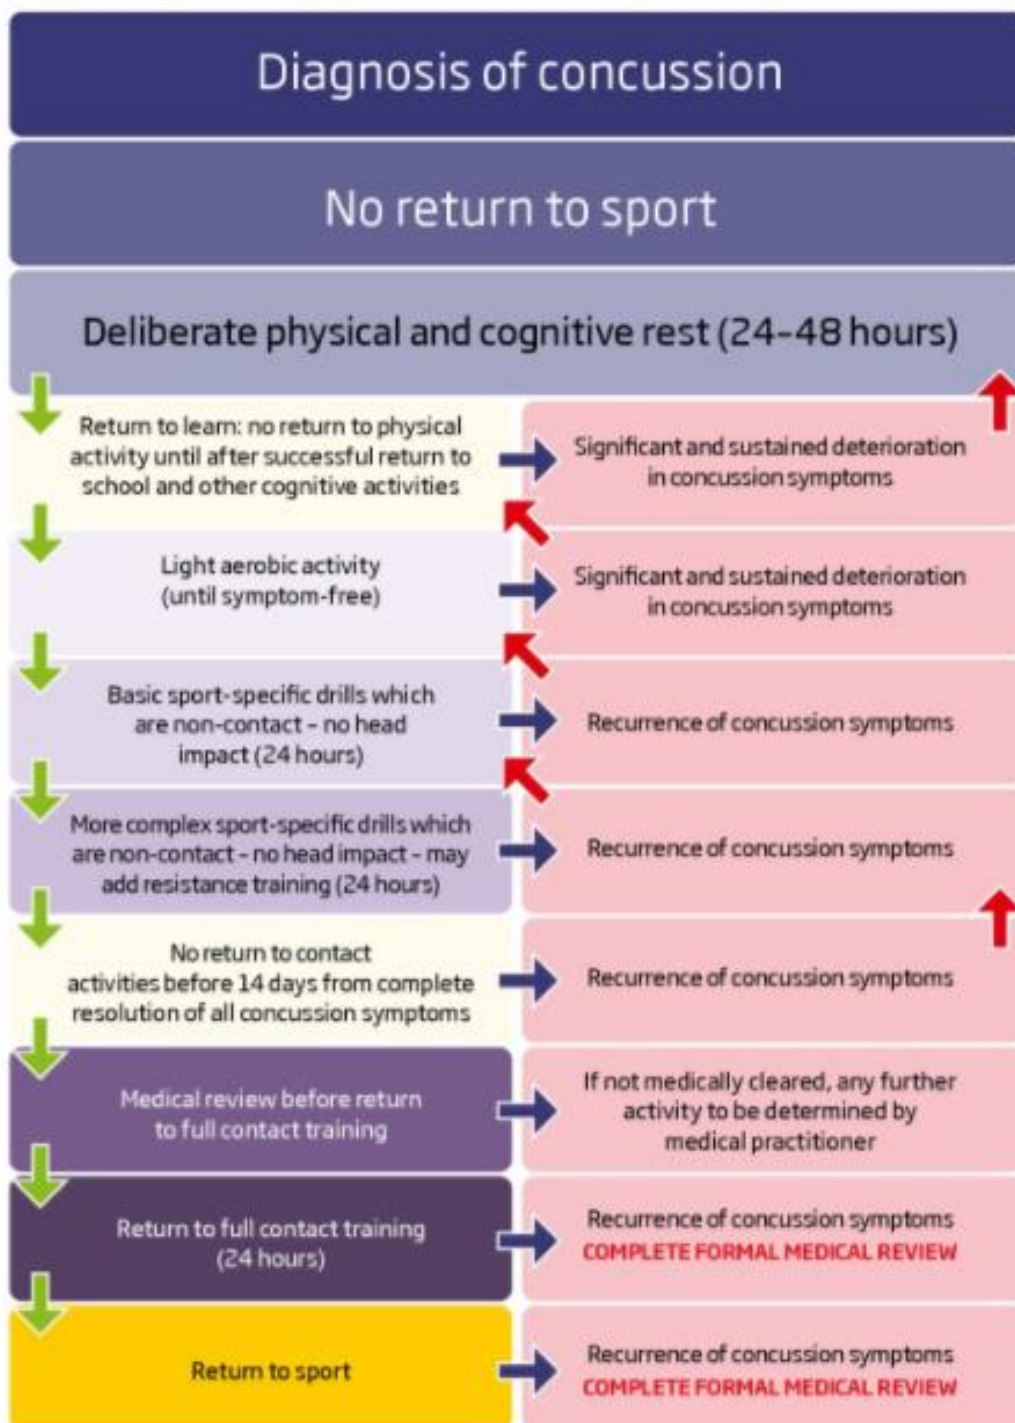 Diagnosis of concussion
No return to sport
Deliberate physical and cognitive rest (24–48 hours)
Return to learn: no return to physical
activity until after successful return to
school and other cognitive activities
Significant and sustained deterioration
in concussion symptoms
Light aerobic activity
(until symptom-free)
Significant and sustained deterioration
in concussion symptoms
Basic sport-specific drills which
are non-contact – no head
impact (24 hours)
Recurrence of concussion symptoms
More complex sport-specific drills which
are non-contact – no head impact – may
add resistance training (24 hours)
Recurrence of concussion symptoms
No return to contact
activities before 14 days from complete
resolution of all concussion symptoms
Recurrence of concussion symptoms
Medical review before return
to full contact training
If not medically cleared, any further
activity to be determined by
medical practitioner
Return to full contact training
(24 hours)
Recurrence of concussion symptoms
COMPLETE FORMAL MEDICAL REVIEW
Return to sport
Recurrence of concussion symptoms
COMPLETE FORMAL MEDICAL REVIEW